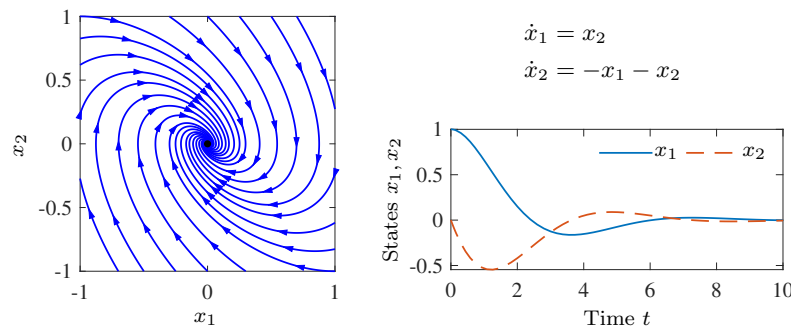 1
0.5
0
-0.5
-1
x₂
-1 0 1
x₁
ẋ₁ = x₂
ẋ₂ = −x₁ − x₂
1
0.5
0
-0.5
States x₁, x₂
x₁ x₂
0 2 4 6 8 10
Time t